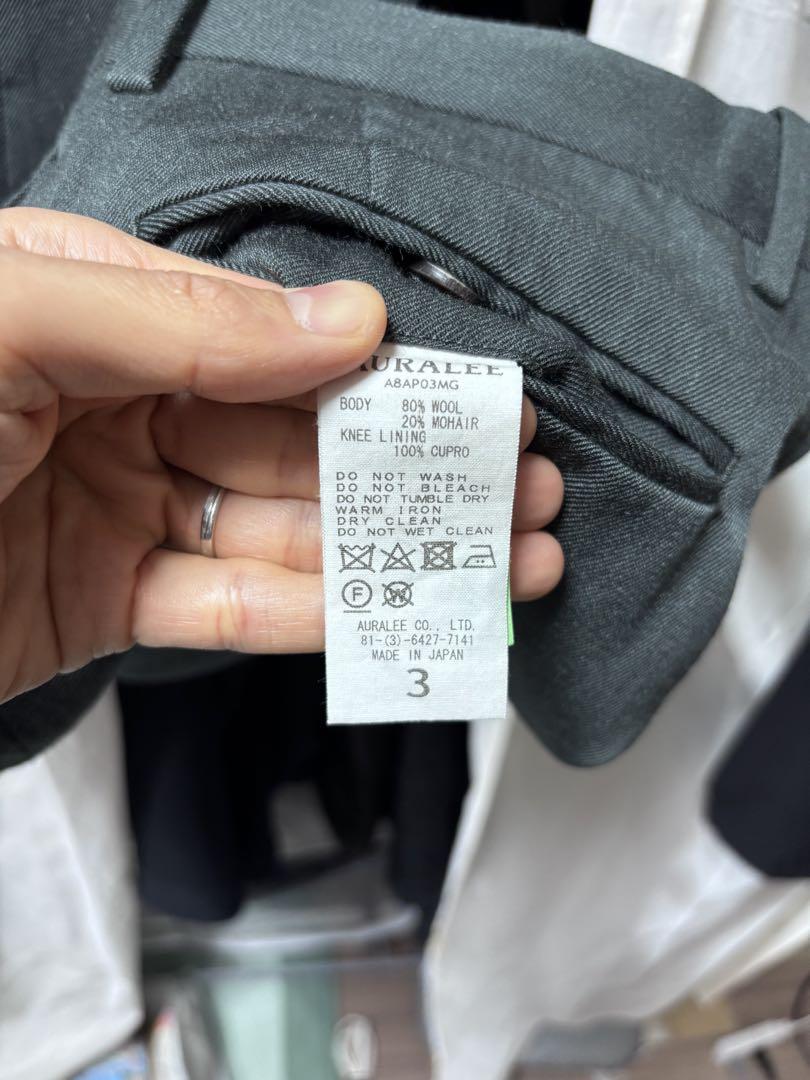 AURALEE
A8AP03MG
BODY 80% WOOL
20% MOHAIR
KNEE LINING
100% CUPRO
DO NOT WASH
DO NOT BLEACH
DO NOT TUMBLE DRY
WARM IRON
DRY CLEAN
DO NOT WET CLEAN
F W
AURALEE CO., LTD.
81-(3)-6427-7141
MADE IN JAPAN
3